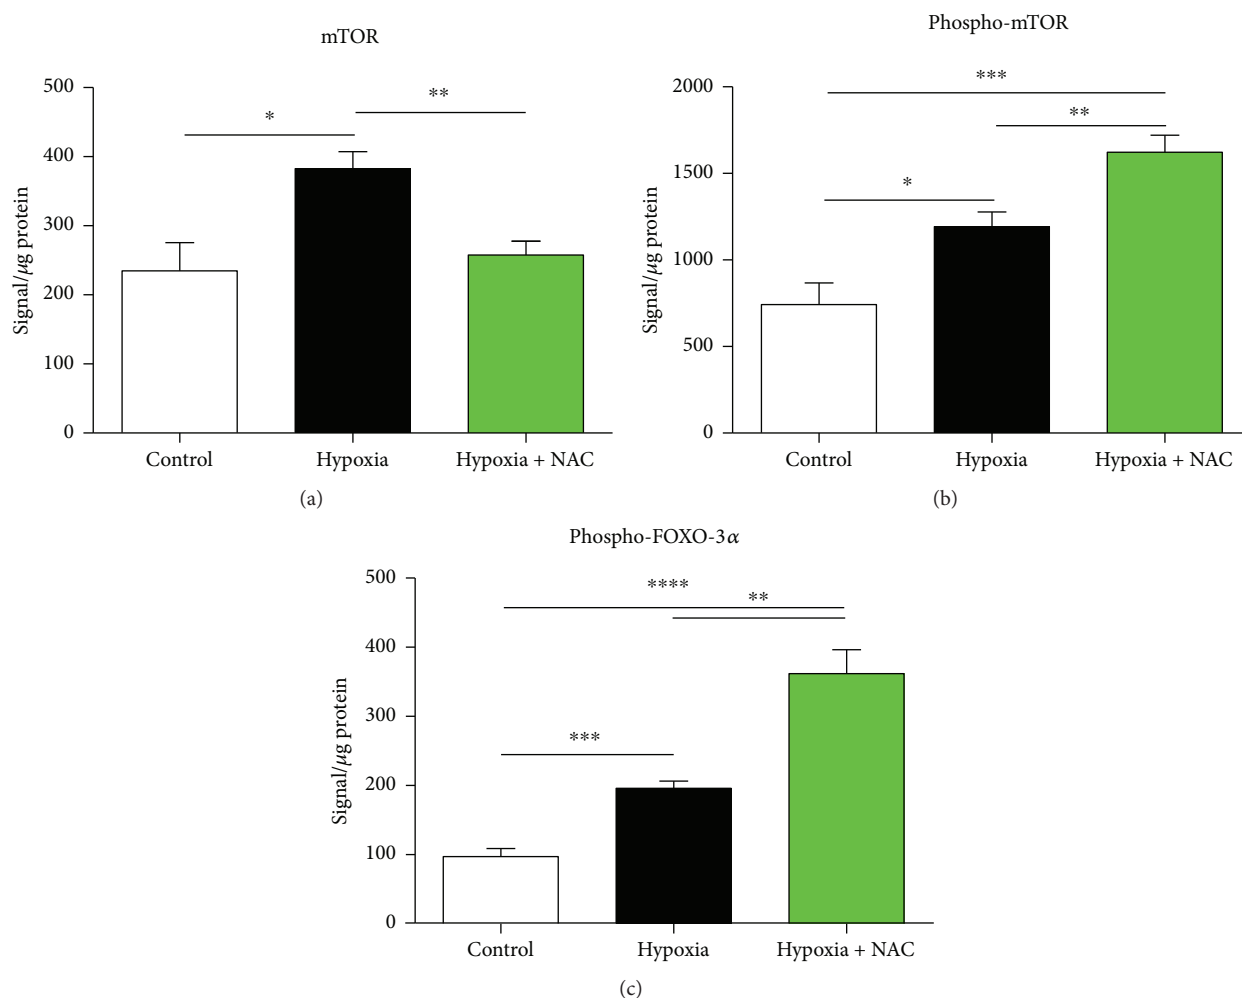 mTOR
500
400
300
200
100
0
Signal/μg protein
*
**
Control
Hypoxia
Hypoxia + NAC
(a)
Phospho-mTOR
2000
1500
1000
500
0
Signal/μg protein
***
**
*
Control
Hypoxia
Hypoxia + NAC
(b)
Phospho-FOXO-3α
500
400
300
200
100
0
Signal/μg protein
****
**
***
Control
Hypoxia
Hypoxia + NAC
(c)